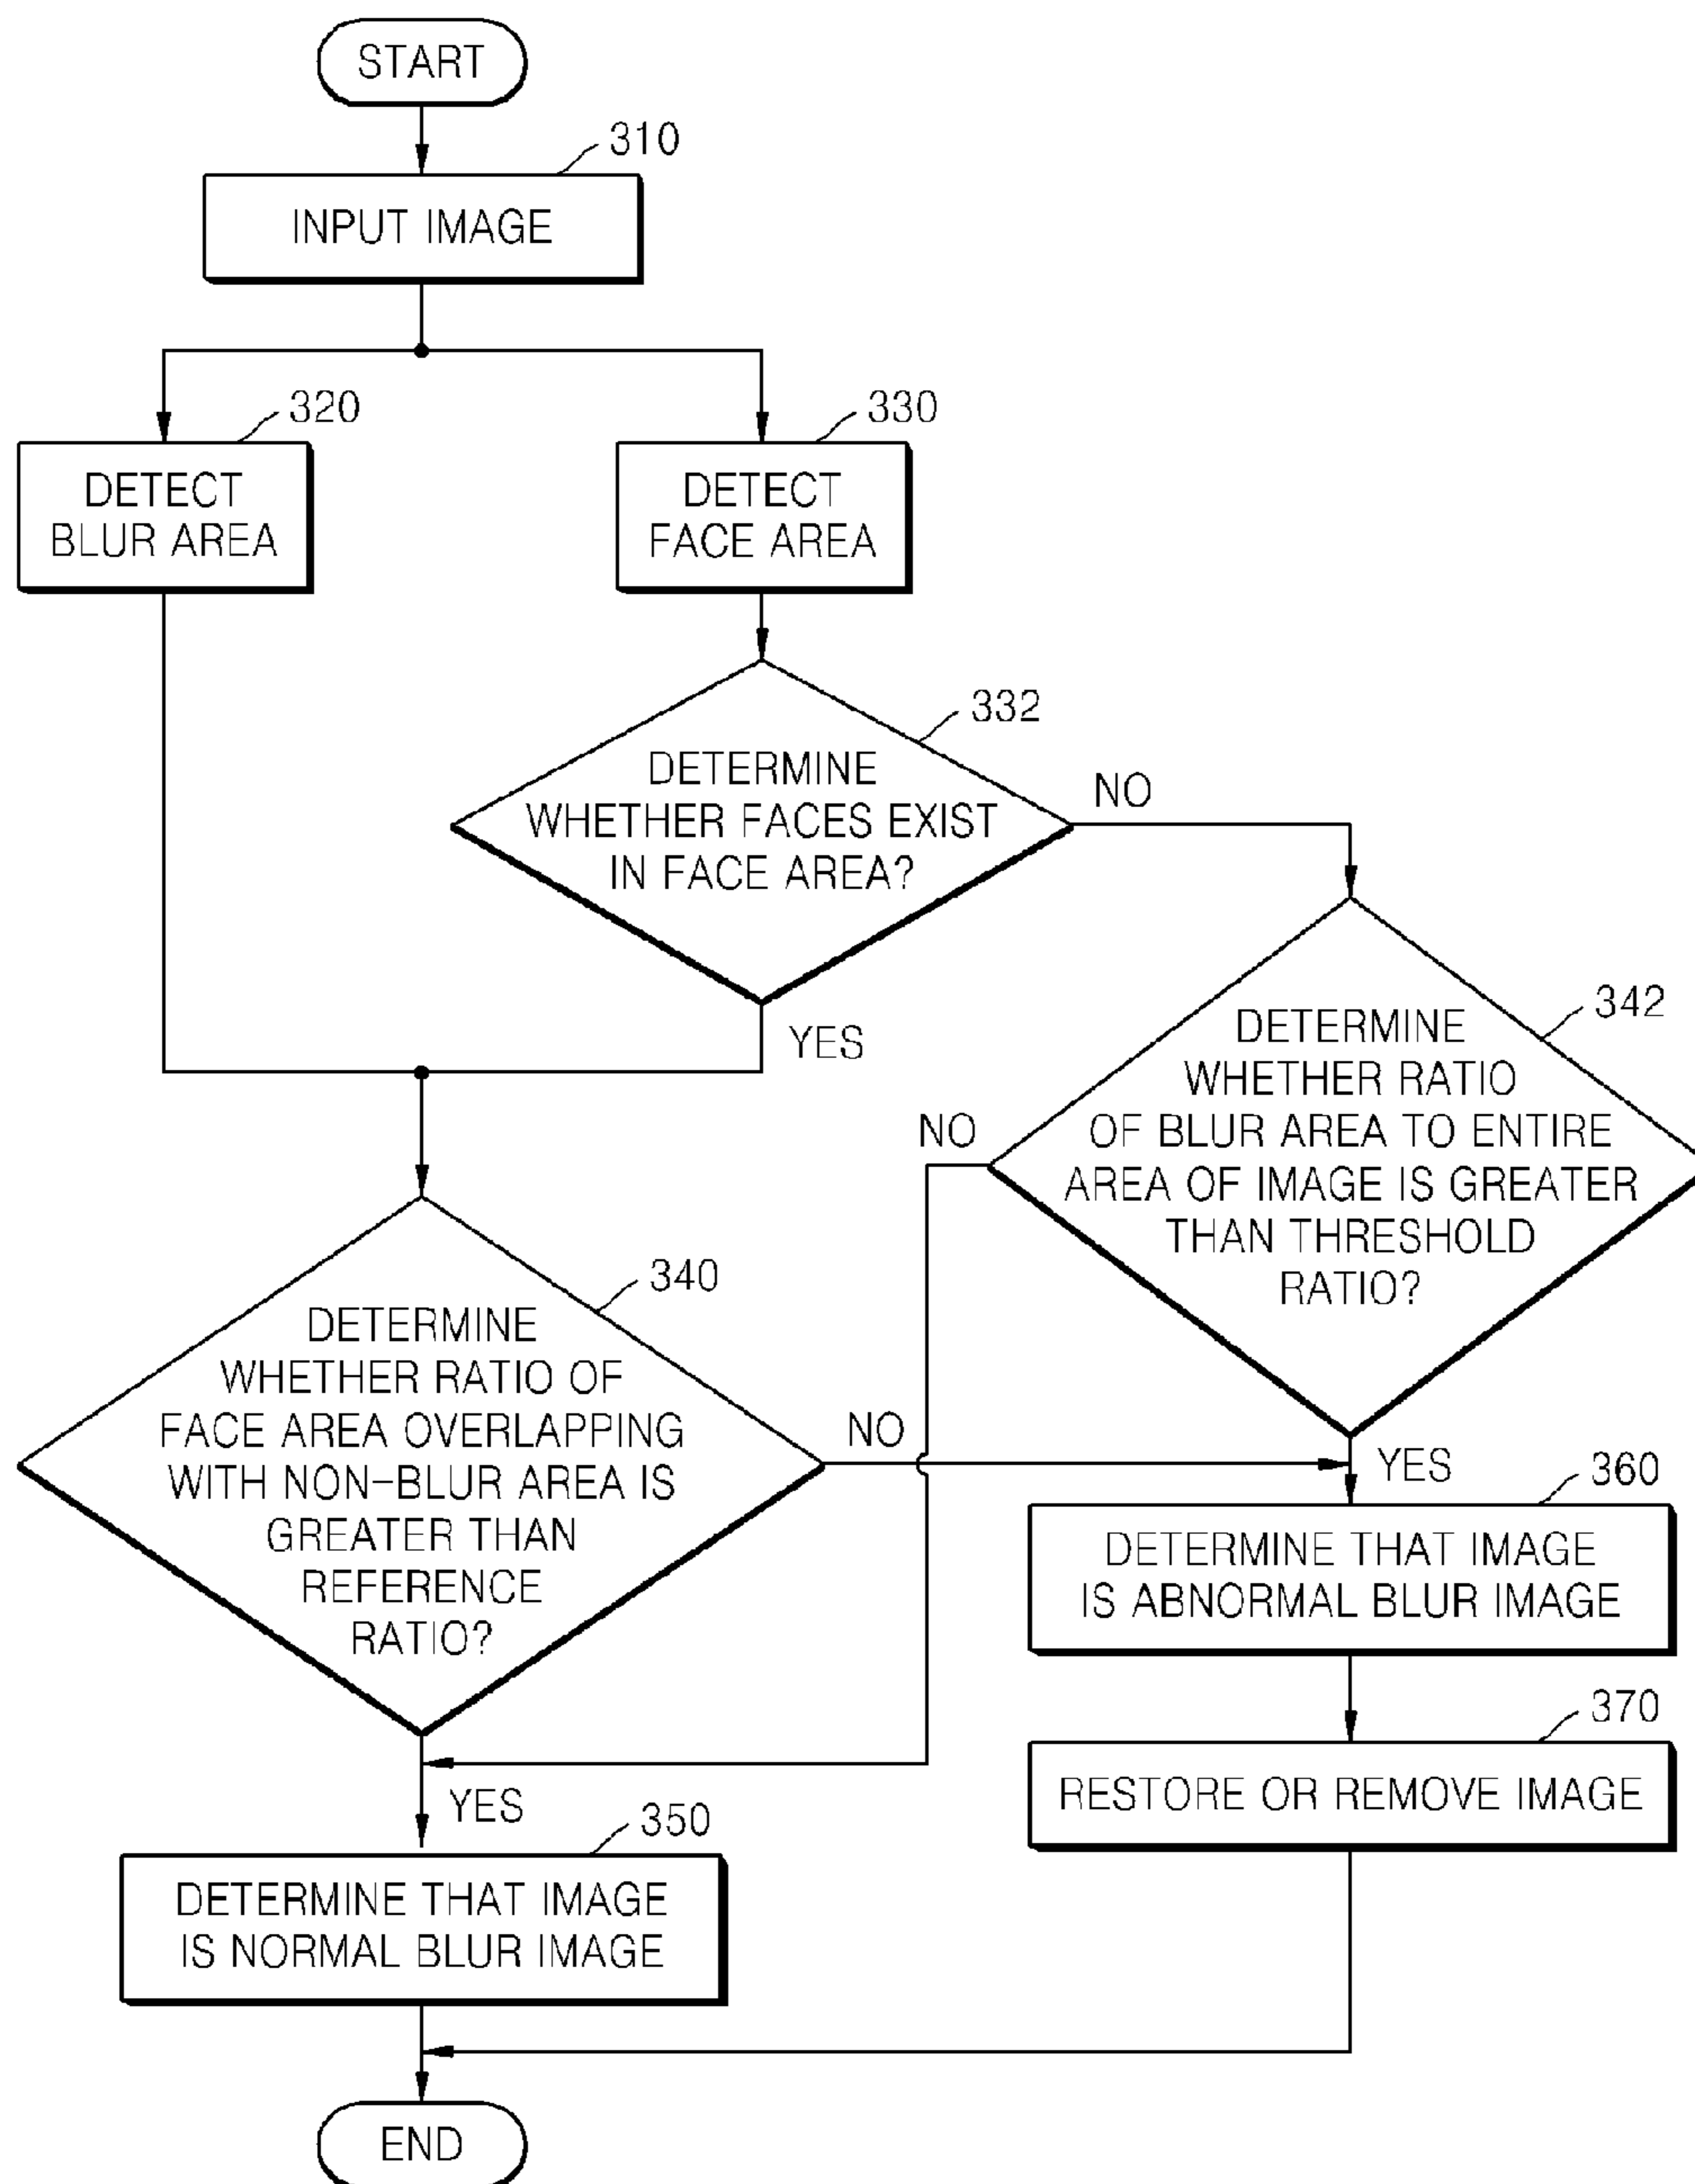 START
310
INPUT IMAGE
320
330
DETECT
BLUR AREA
DETECT
FACE AREA
332
DETERMINE
WHETHER FACES EXIST
IN FACE AREA?
NO
YES
342
DETERMINE
WHETHER RATIO
OF BLUR AREA TO ENTIRE
AREA OF IMAGE IS GREATER
THAN THRESHOLD
RATIO?
NO
YES
340
DETERMINE
WHETHER RATIO OF
FACE AREA OVERLAPPING
WITH NON-BLUR AREA IS
GREATER THAN
REFERENCE
RATIO?
NO
YES
360
DETERMINE THAT IMAGE
IS ABNORMAL BLUR IMAGE
370
RESTORE OR REMOVE IMAGE
350
DETERMINE THAT IMAGE
IS NORMAL BLUR IMAGE
END